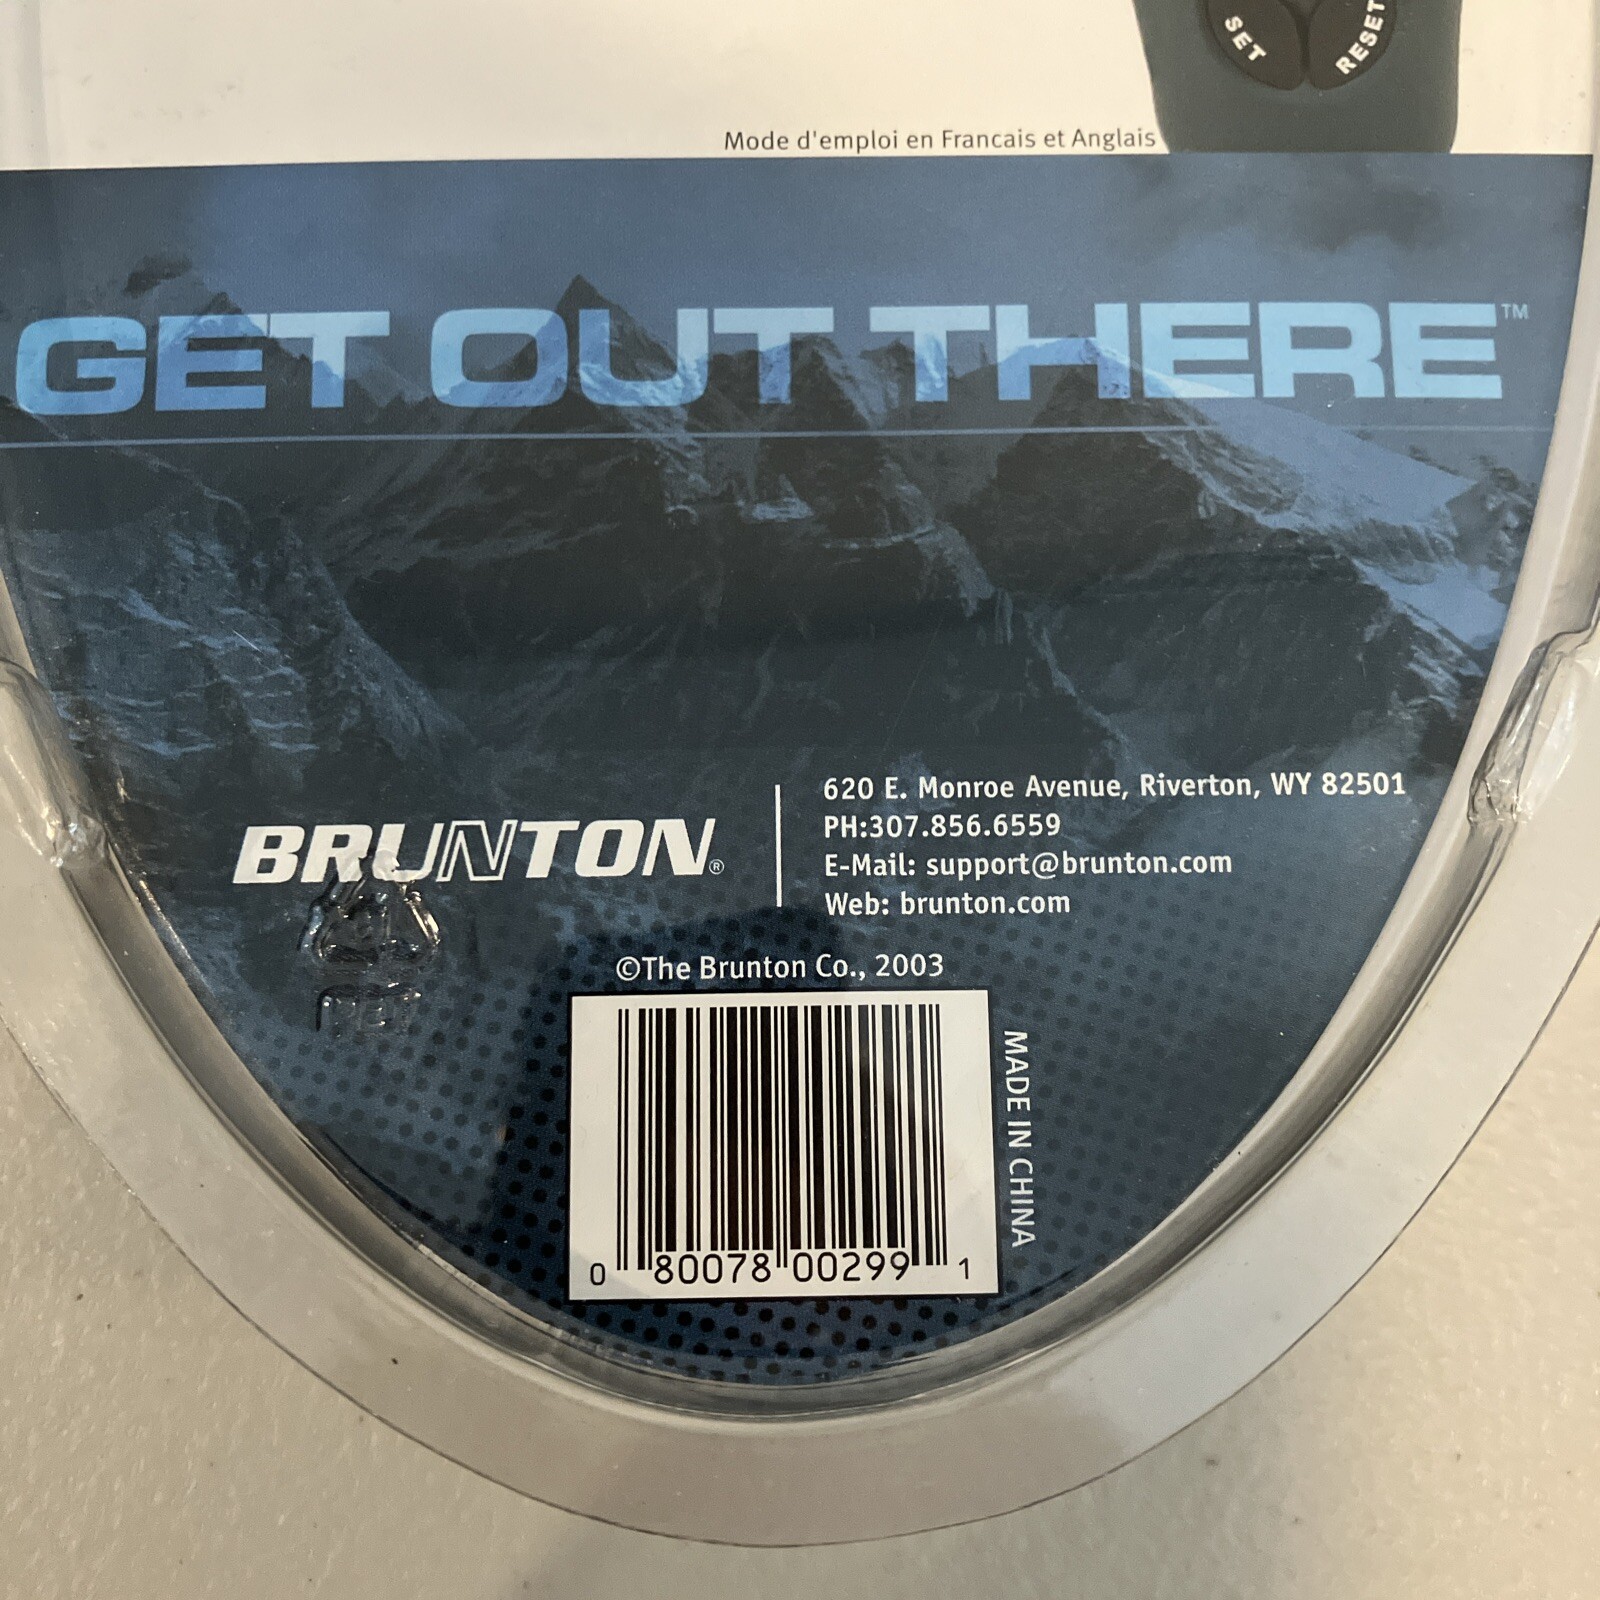 SET
RESET
Mode d'emploi en Francais et Anglais
GET OUT THERE™
BRUNTON®
620 E. Monroe Avenue, Riverton, WY 82501
PH:307.856.6559
E-Mail: support@brunton.com
Web: brunton.com
©The Brunton Co., 2003
MADE IN CHINA
0 80078 00299 1